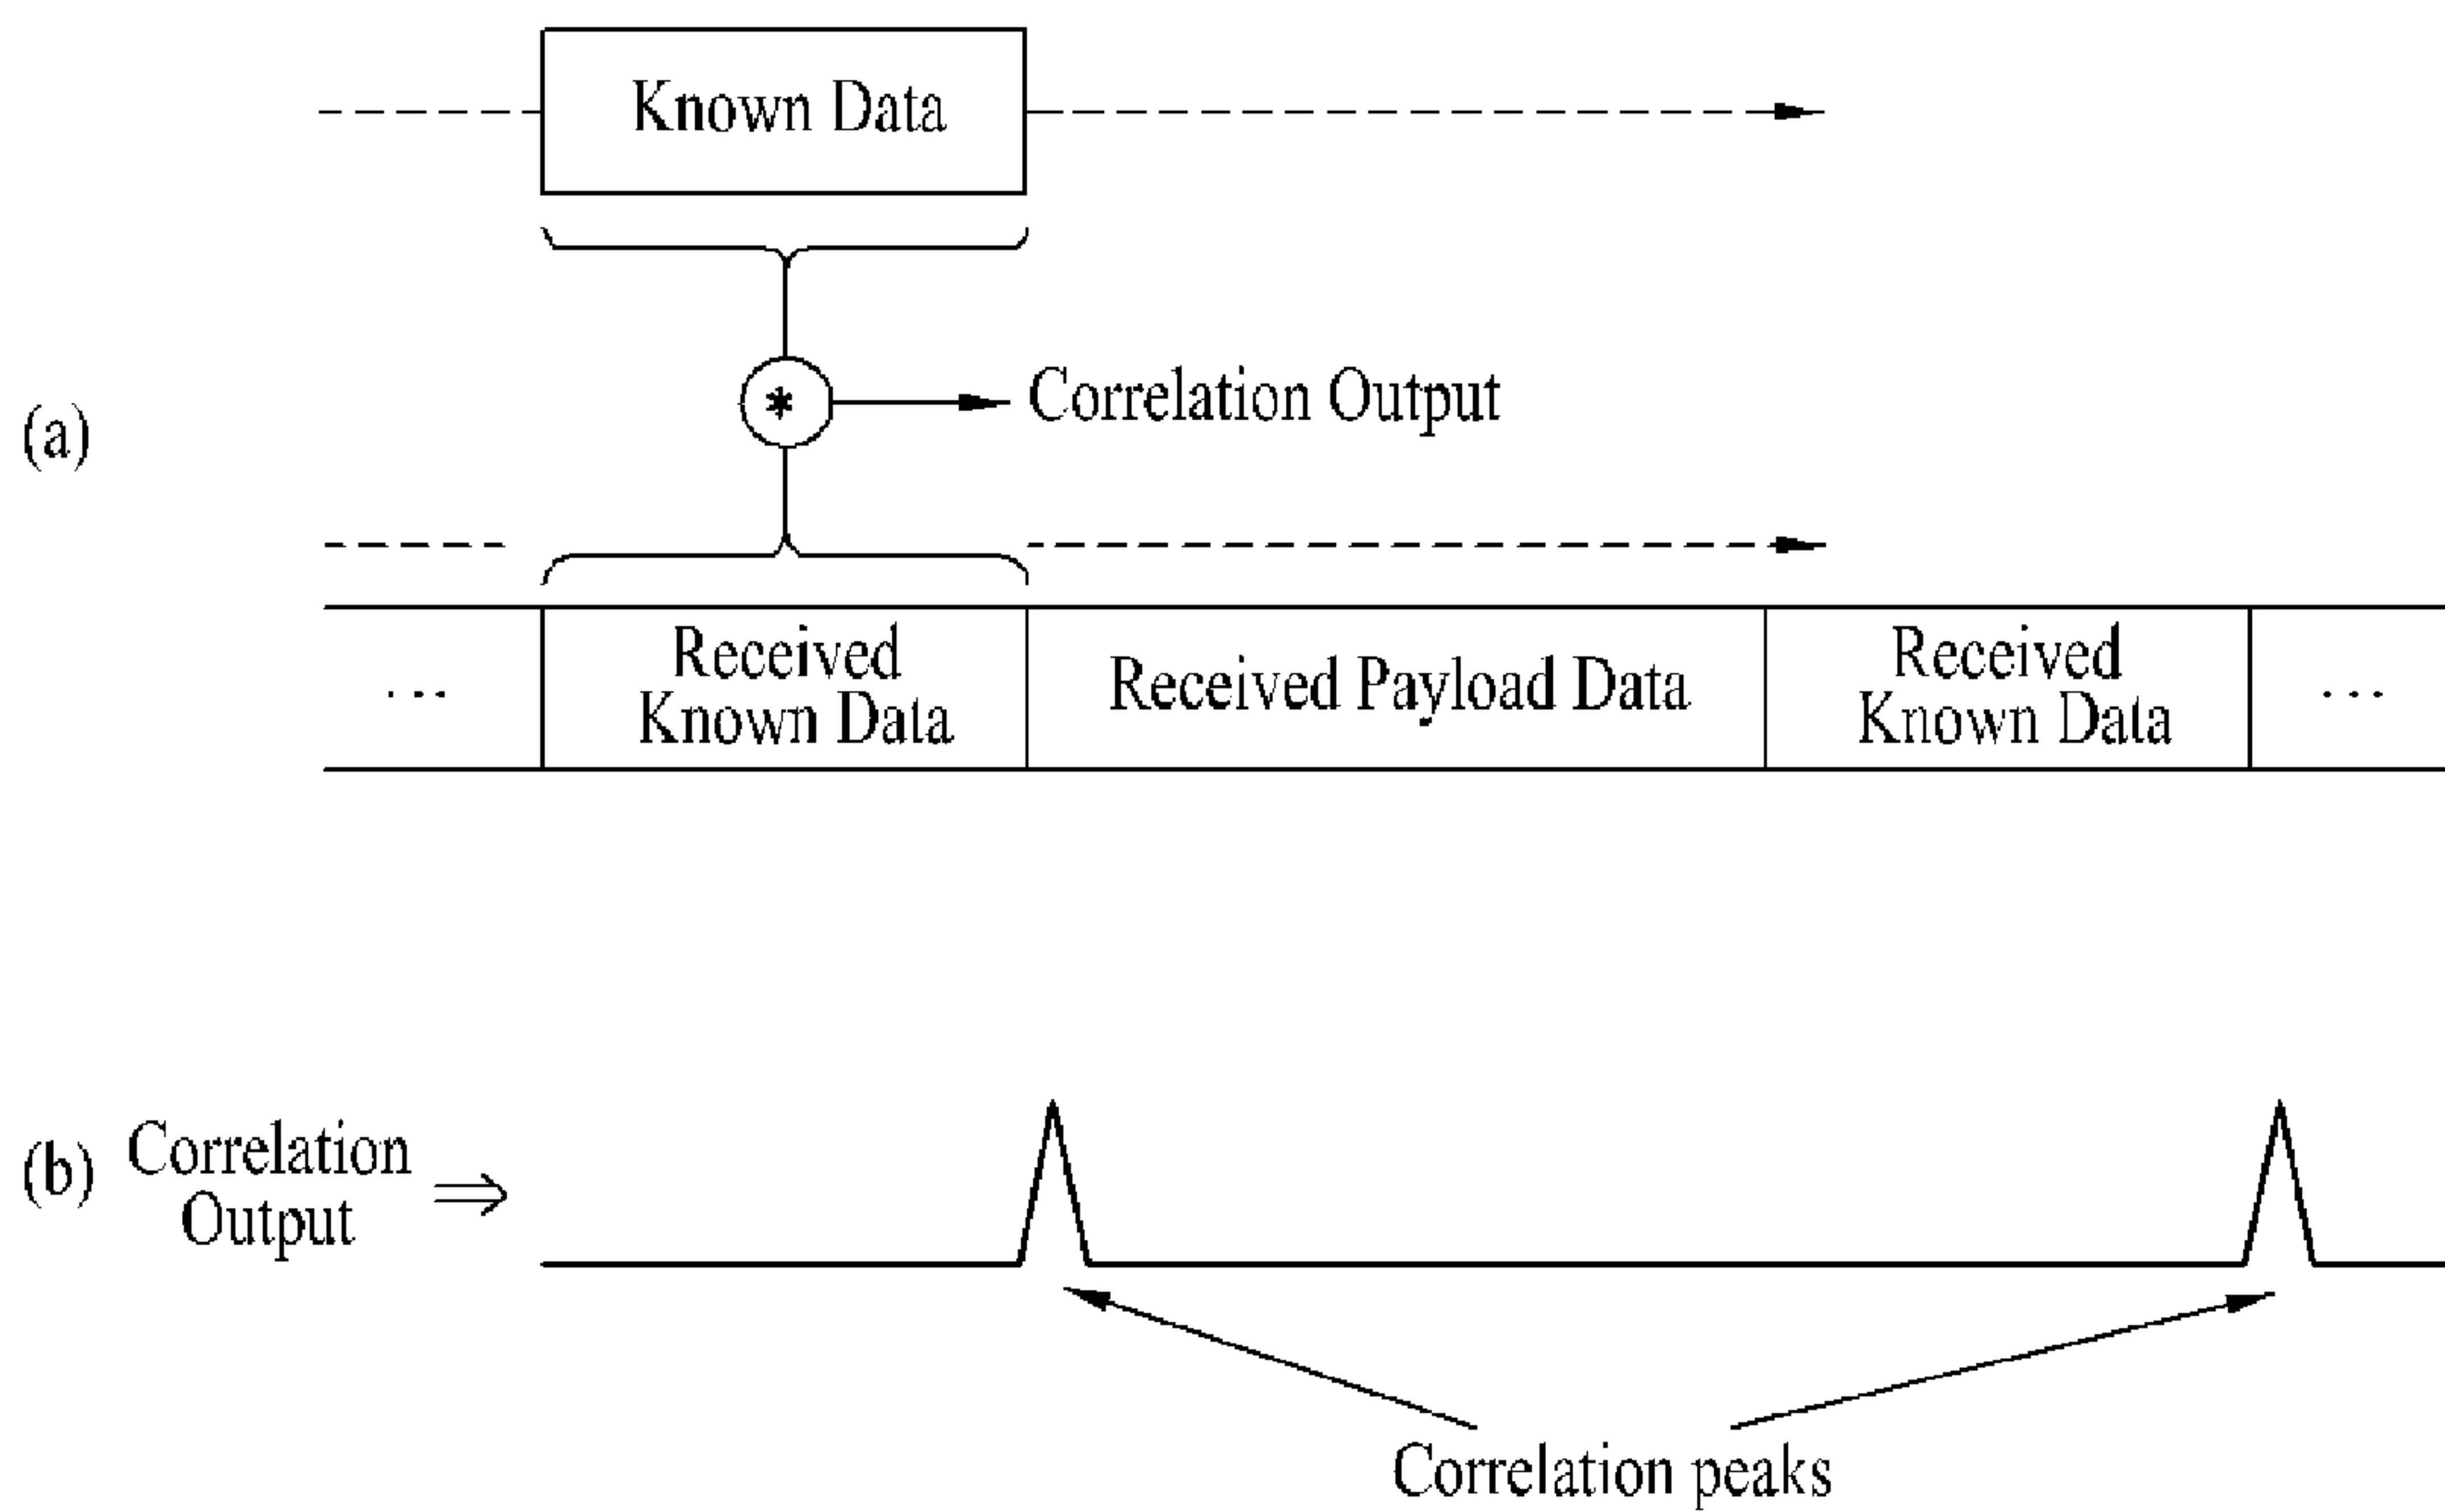 Known Data
(a)
*
Correlation Output
...
Received
Known Data
Received Payload Data
Received
Known Data
...
(b)
Correlation
Output
Correlation peaks